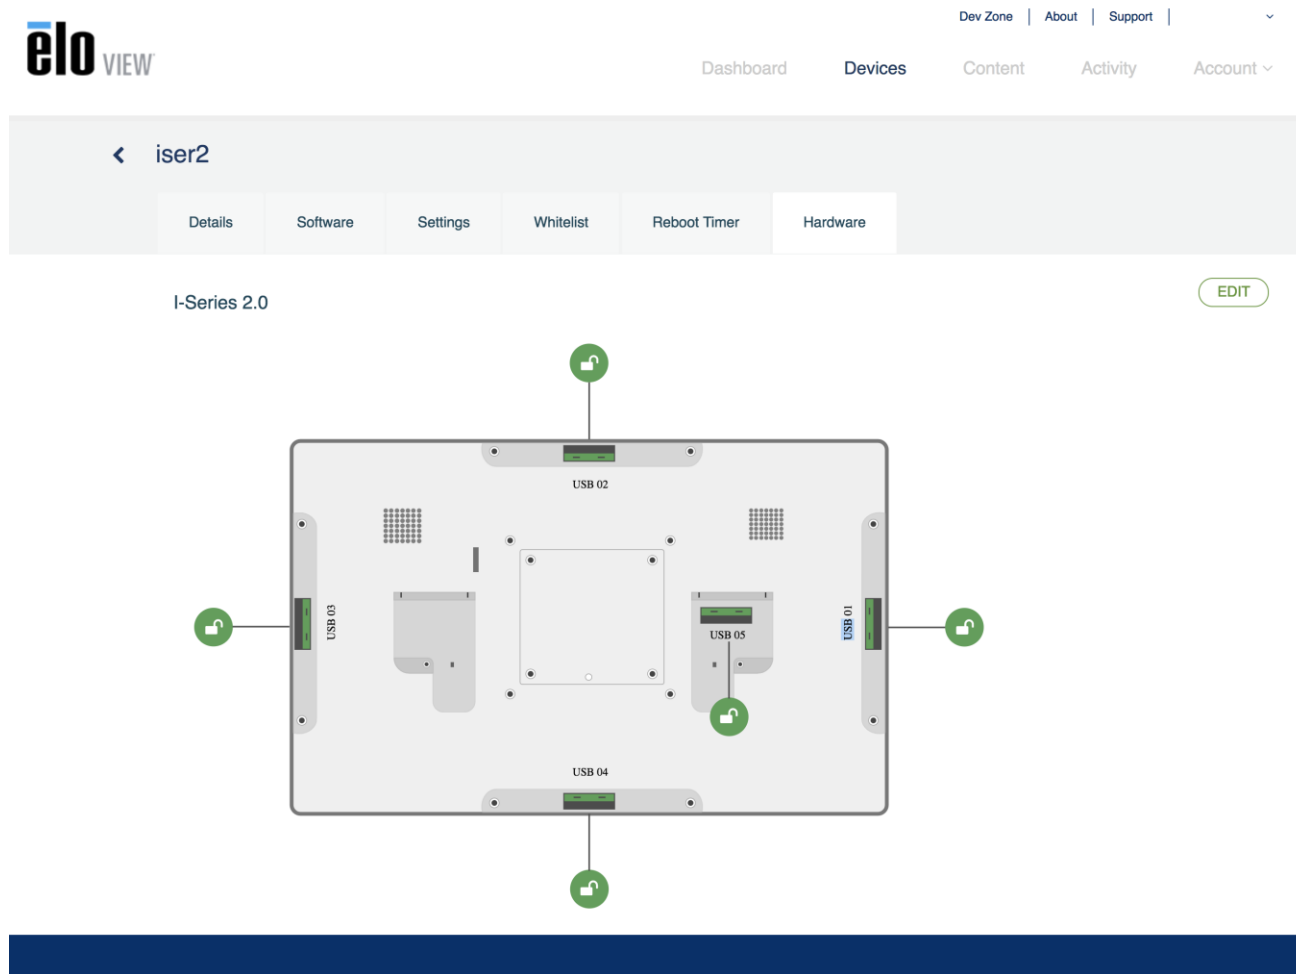 Dev Zone | About | Support |
ēlo VIEW
Dashboard Devices Content Activity Account
iser2
Details Software Settings Whitelist Reboot Timer Hardware
I-Series 2.0
EDIT
USB 02
USB 03
USB 01
USB 05
USB 04